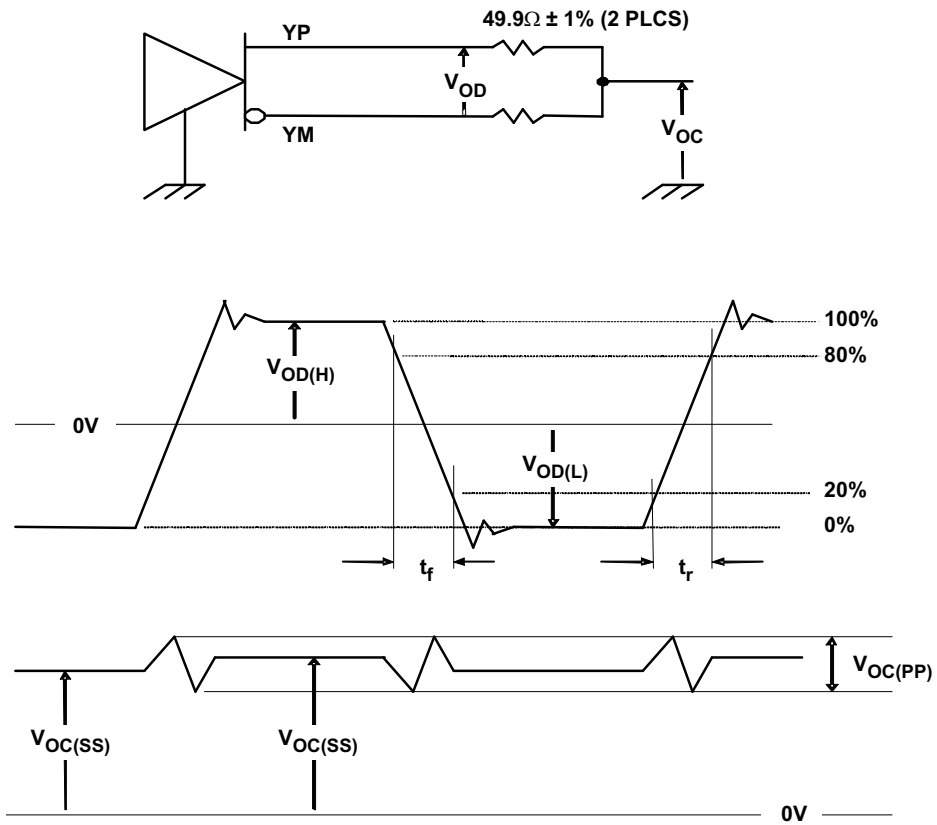 49.9Ω ± 1% (2 PLCS)
YP
VOD
YM
VOC
100%
80%
VOD(H)
0V
VOD(L)
20%
0%
tf
tr
VOC(PP)
VOC(SS)
VOC(SS)
0V